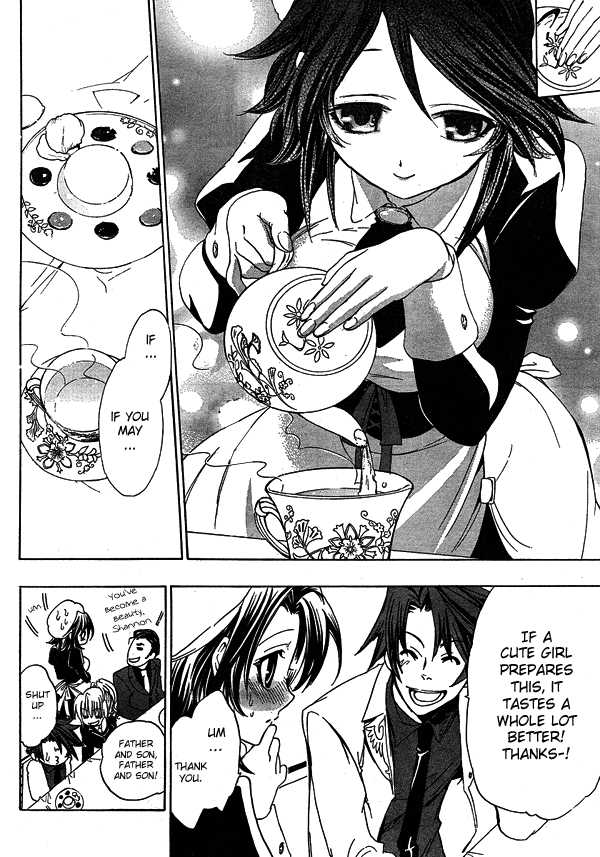 IF
...
IF YOU
MAY
...
IF A
CUTE GIRL
PREPARES
THIS, IT
TASTES A
WHOLE LOT
BETTER!
THANKS-!
UM
...
THANK
YOU.
You've
become a
beauty,
Shannon
um
FATHER
AND SON,
FATHER
AND SON!
SHUT
UP
...